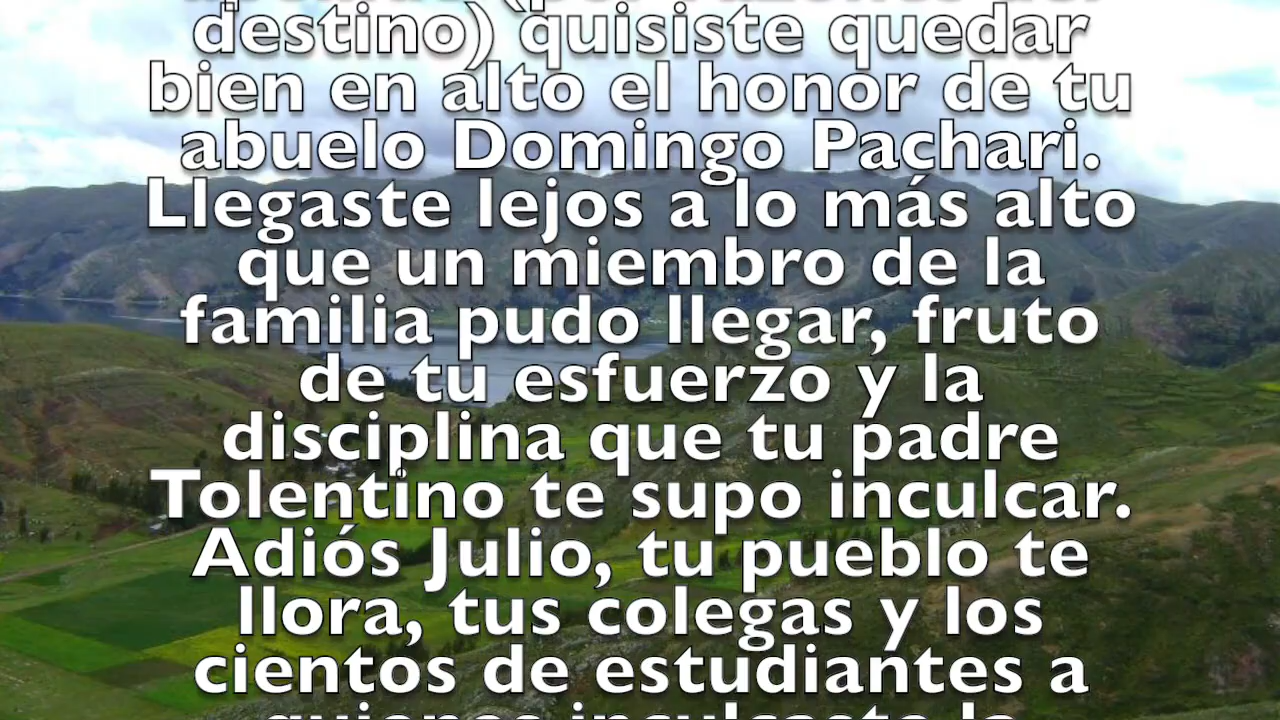 destino) quisiste quedar
bien en alto el honor de tu
abuelo Domingo Pachari.
Llegaste lejos a lo más alto
que un miembro de la
familia pudo llegar, fruto
de tu esfuerzo y la
disciplina que tu padre
Tolentino te supo inculcar.
Adiós Julio, tu pueblo te
llora, tus colegas y los
cientos de estudiantes a